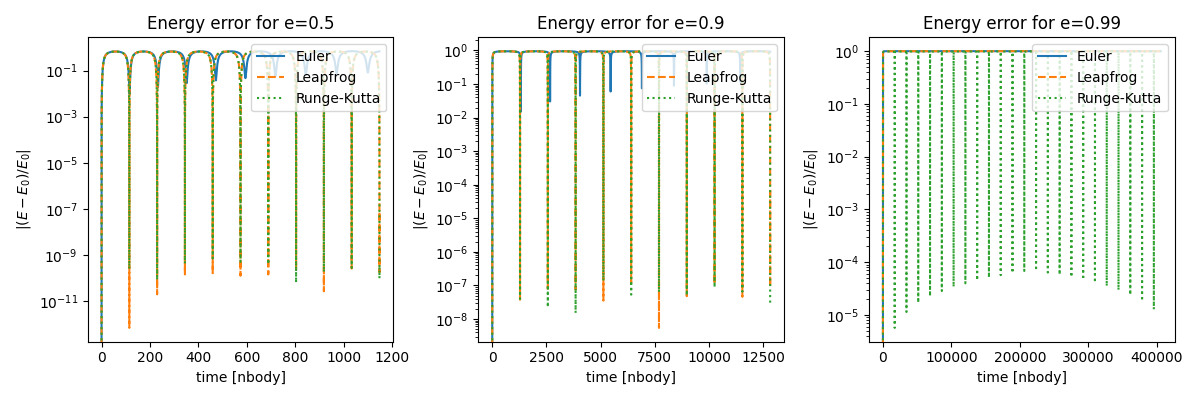 Energy error for e=0.5
|(E − E₀)/E₀|
10⁻¹
10⁻³
10⁻⁵
10⁻⁷
10⁻⁹
10⁻¹¹
Euler
Leapfrog
Runge-Kutta
0 200 400 600 800 1000 1200
time [nbody]
Energy error for e=0.9
|(E − E₀)/E₀|
10⁰
10⁻¹
10⁻²
10⁻³
10⁻⁴
10⁻⁵
10⁻⁶
10⁻⁷
10⁻⁸
Euler
Leapfrog
Runge-Kutta
0 2500 5000 7500 10000 12500
time [nbody]
Energy error for e=0.99
|(E − E₀)/E₀|
10⁰
10⁻¹
10⁻²
10⁻³
10⁻⁴
10⁻⁵
Euler
Leapfrog
Runge-Kutta
0 100000 200000 300000 400000
time [nbody]